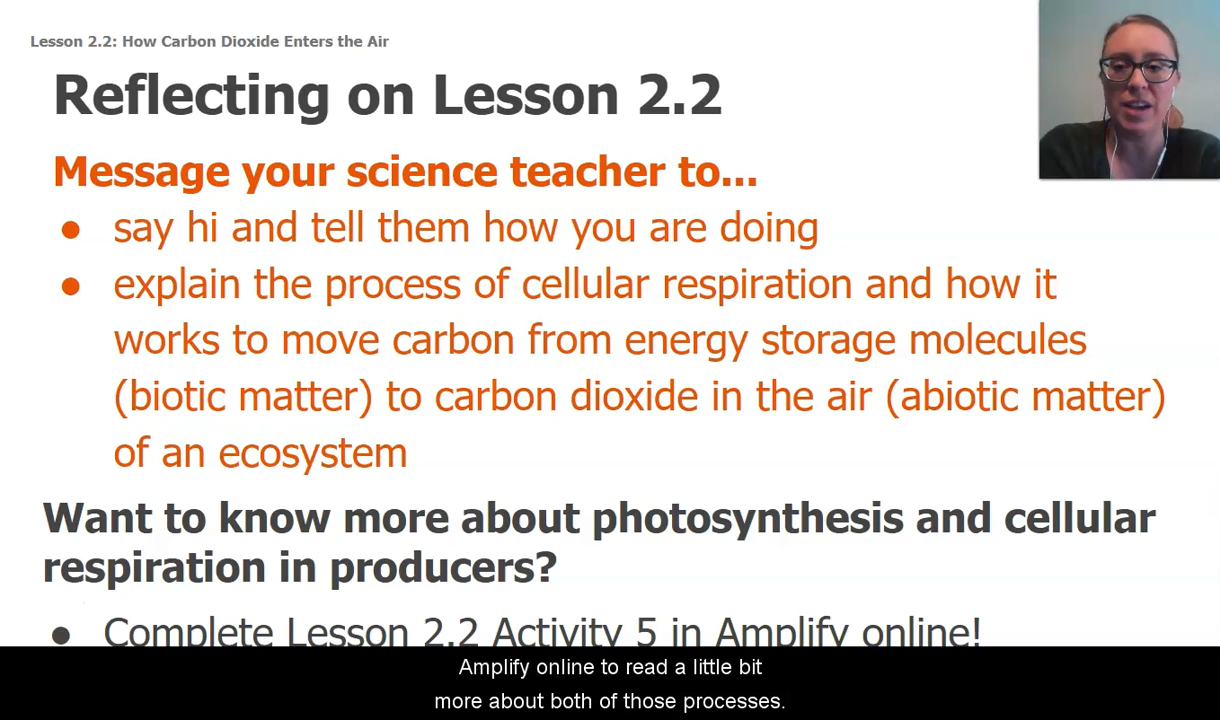 Lesson 2.2: How Carbon Dioxide Enters the Air
Reflecting on Lesson 2.2
Message your science teacher to...
● say hi and tell them how you are doing
● explain the process of cellular respiration and how it
works to move carbon from energy storage molecules
(biotic matter) to carbon dioxide in the air (abiotic matter)
of an ecosystem
Want to know more about photosynthesis and cellular
respiration in producers?
● Complete Lesson 2.2 Activity 5 in Amplify online!
Amplify online to read a little bit
more about both of those processes.